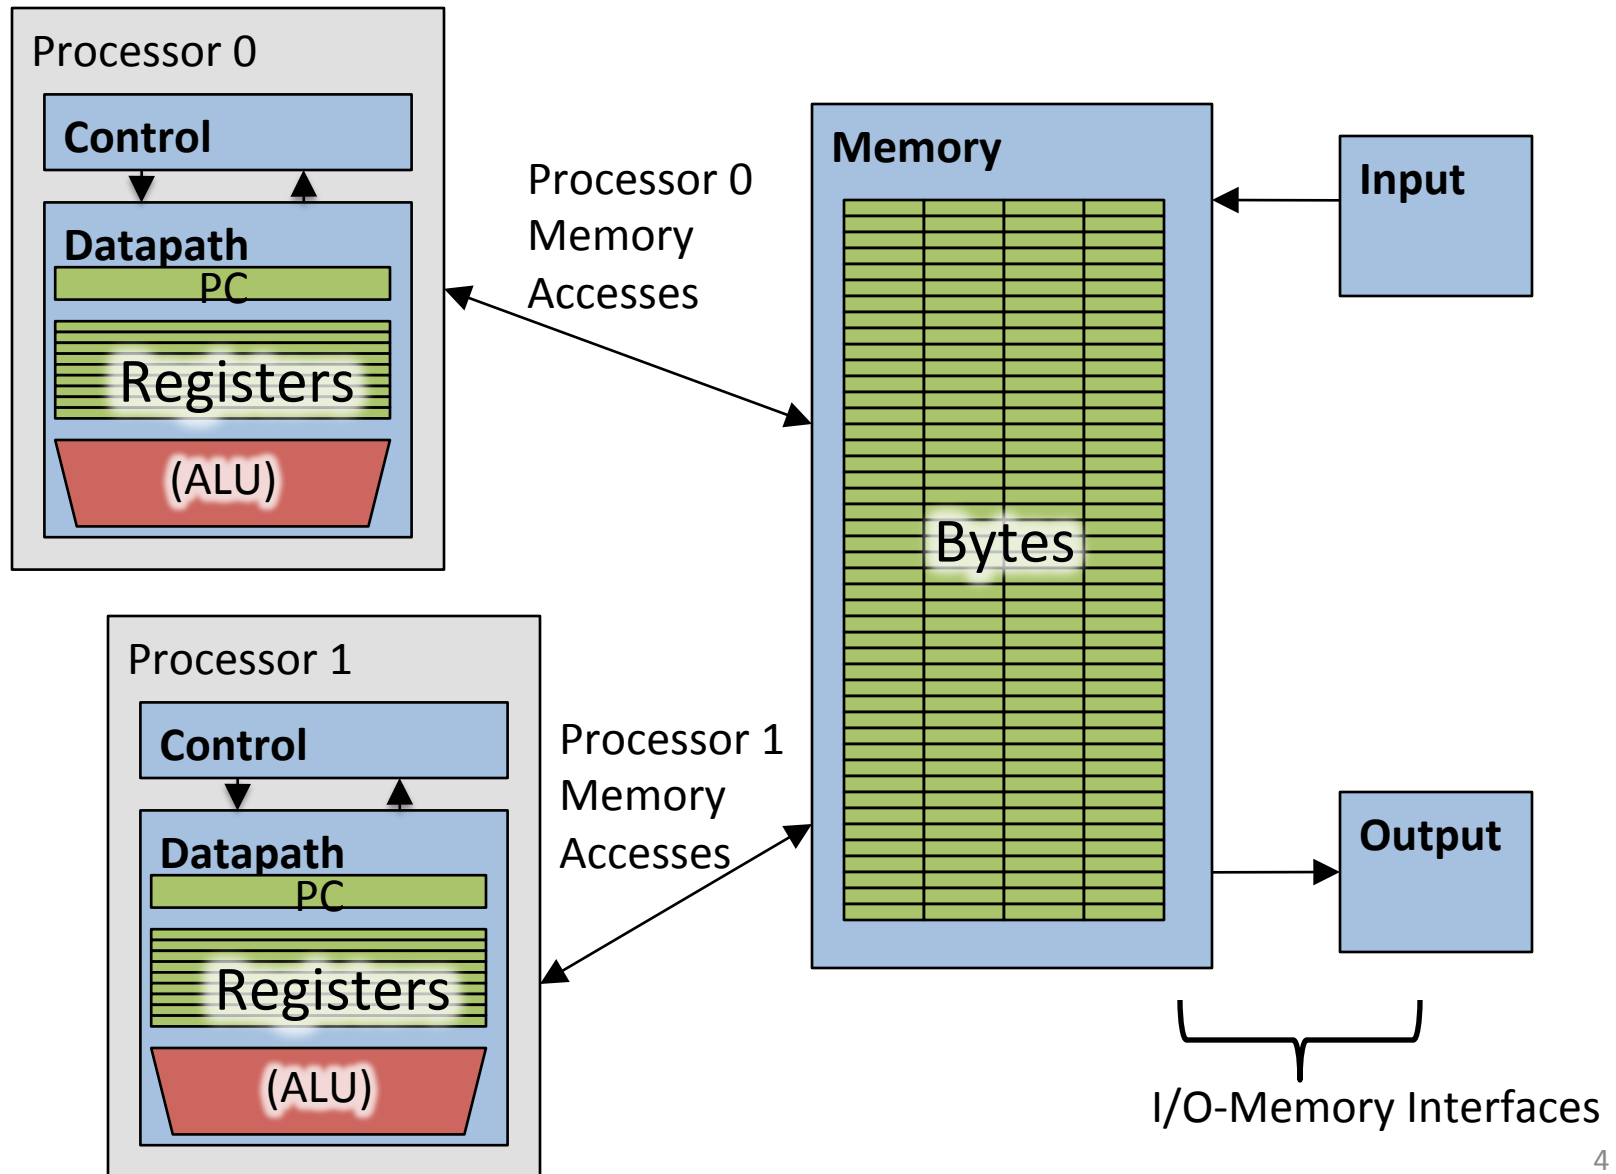 Processor 0
Control
Datapath
PC
Registers
(ALU)
Processor 0
Memory
Accesses
Memory
Bytes
Input
Processor 1
Control
Datapath
PC
Registers
(ALU)
Processor 1
Memory
Accesses
Output
I/O-Memory Interfaces
4